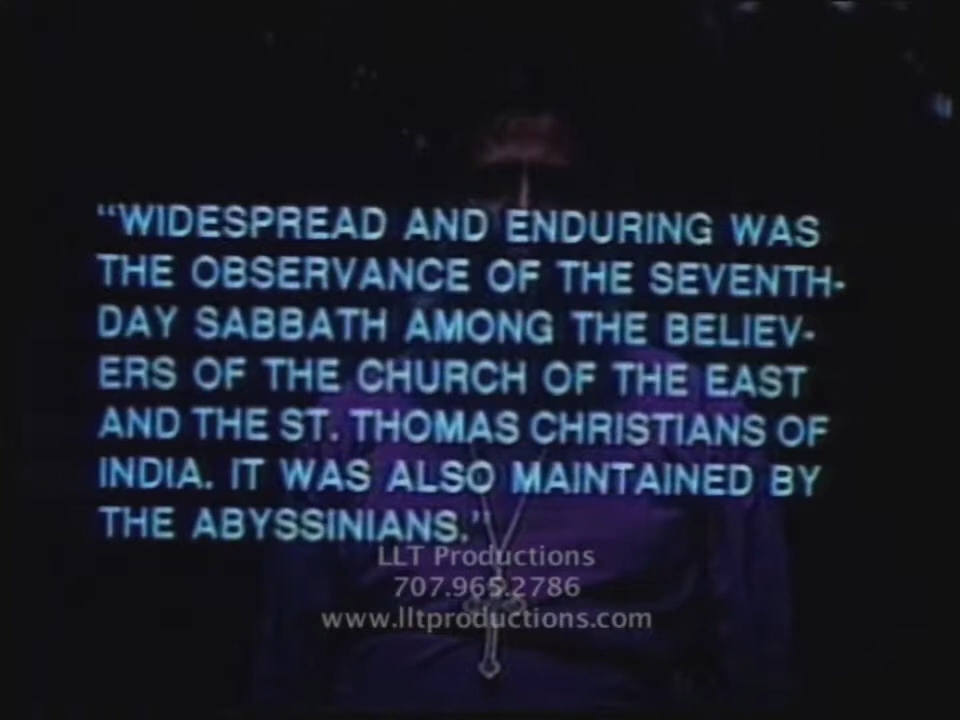 “WIDESPREAD AND ENDURING WAS
THE OBSERVANCE OF THE SEVENTH-
DAY SABBATH AMONG THE BELIEV-
ERS OF THE CHURCH OF THE EAST
AND THE ST. THOMAS CHRISTIANS OF
INDIA. IT WAS ALSO MAINTAINED BY
THE ABYSSINIANS.”
LLT Productions
707.965.2786
www.lltproductions.com